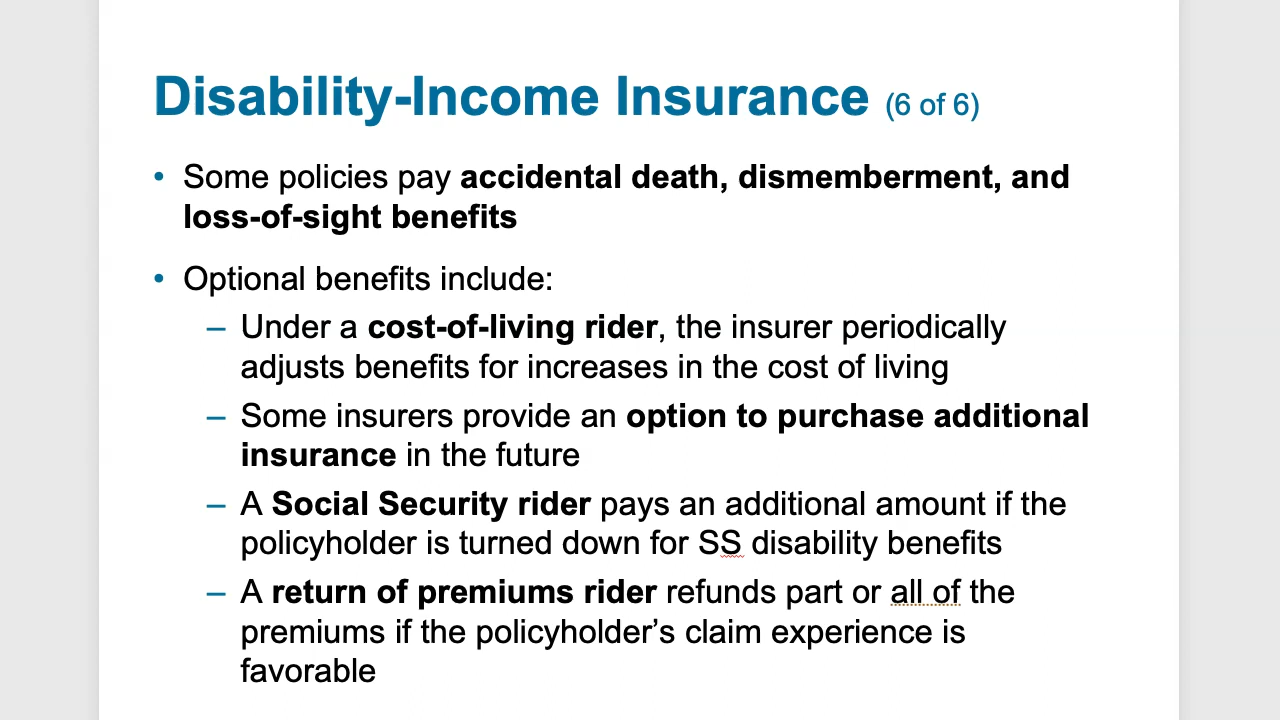 Disability-Income Insurance (6 of 6)
• Some policies pay accidental death, dismemberment, and
loss-of-sight benefits
• Optional benefits include:
– Under a cost-of-living rider, the insurer periodically
adjusts benefits for increases in the cost of living
– Some insurers provide an option to purchase additional
insurance in the future
– A Social Security rider pays an additional amount if the
policyholder is turned down for SS disability benefits
– A return of premiums rider refunds part or all of the
premiums if the policyholder’s claim experience is
favorable